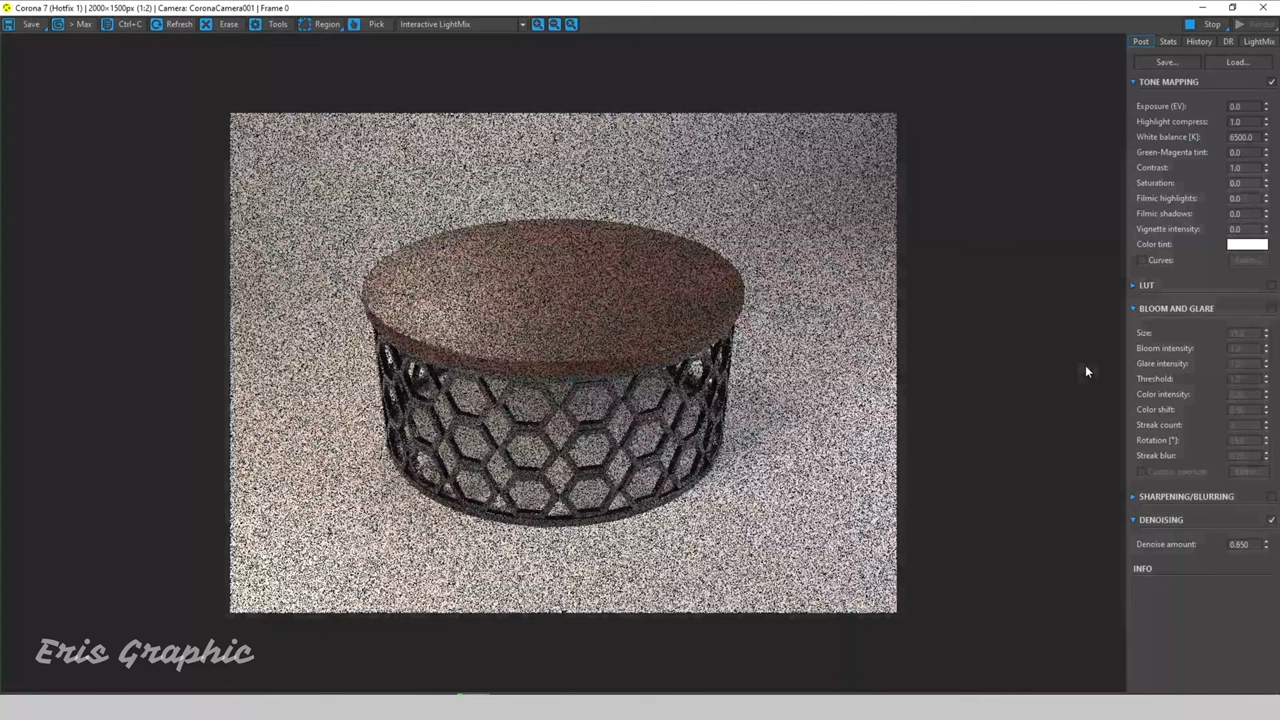 Corona 7 (Hotfix 1) | 2000×1500px (1:2) | Camera: CoronaCamera001 | Frame 0
Save > Max Ctrl+C Refresh Erase Tools Region Pick Interactive LightMix Stop Render
Post Stats History DR LightMix
Save... Load...
TONE MAPPING
Exposure (EV): 0.0
Highlight compress: 1.0
White balance [K]: 6500.0
Green-Magenta tint: 0.0
Contrast: 1.0
Saturation: 0.0
Filmic highlights: 0.0
Filmic shadows: 0.0
Vignette intensity: 0.0
Color tint:
Curves:
LUT
BLOOM AND GLARE
Size:
Bloom intensity:
Glare intensity:
Threshold:
Color intensity:
Color shift:
Streak count:
Rotation [°]:
Streak blur:
Custom aperture
SHARPENING/BLURRING
DENOISING
Denoise amount: 0.650
INFO
Eris Graphic